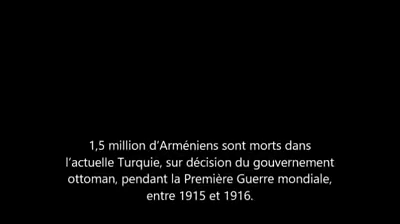 1,5 million d’Arméniens sont morts dans
l’actuelle Turquie, sur décision du gouvernement
ottoman, pendant la Première Guerre mondiale,
entre 1915 et 1916.